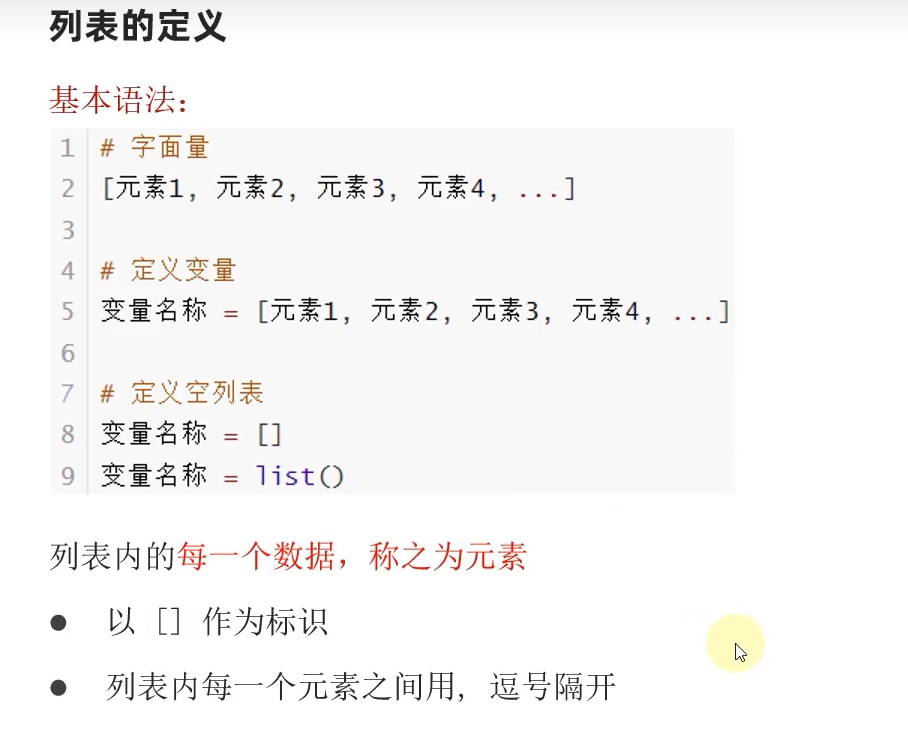 列表的定义
基本语法：
1 # 字面量
2 [元素1, 元素2, 元素3, 元素4, ...]
3
4 # 定义变量
5 变量名称 = [元素1, 元素2, 元素3, 元素4, ...]
6
7 # 定义空列表
8 变量名称 = []
9 变量名称 = list()
列表内的每一个数据，称之为元素
● 以 [] 作为标识
● 列表内每一个元素之间用, 逗号隔开